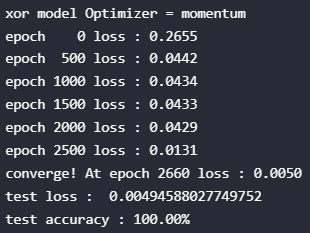 xor model Optimizer = momentum
epoch    0 loss : 0.2655
epoch  500 loss : 0.0442
epoch 1000 loss : 0.0434
epoch 1500 loss : 0.0433
epoch 2000 loss : 0.0429
epoch 2500 loss : 0.0131
converge! At epoch 2660 loss : 0.0050
test loss :  0.00494588027749752
test accuracy : 100.00%